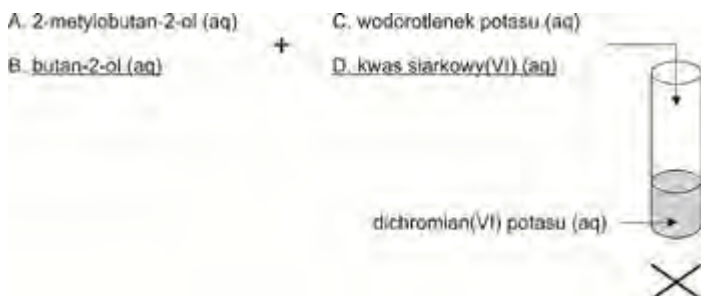 A. 2-metylobutan-2-ol (aq) + C. wodorotlenek potasu (aq)
B. butan-2-ol (aq) D. kwas siarkowy(VI) (aq)
dichromian(VI) potasu (aq)